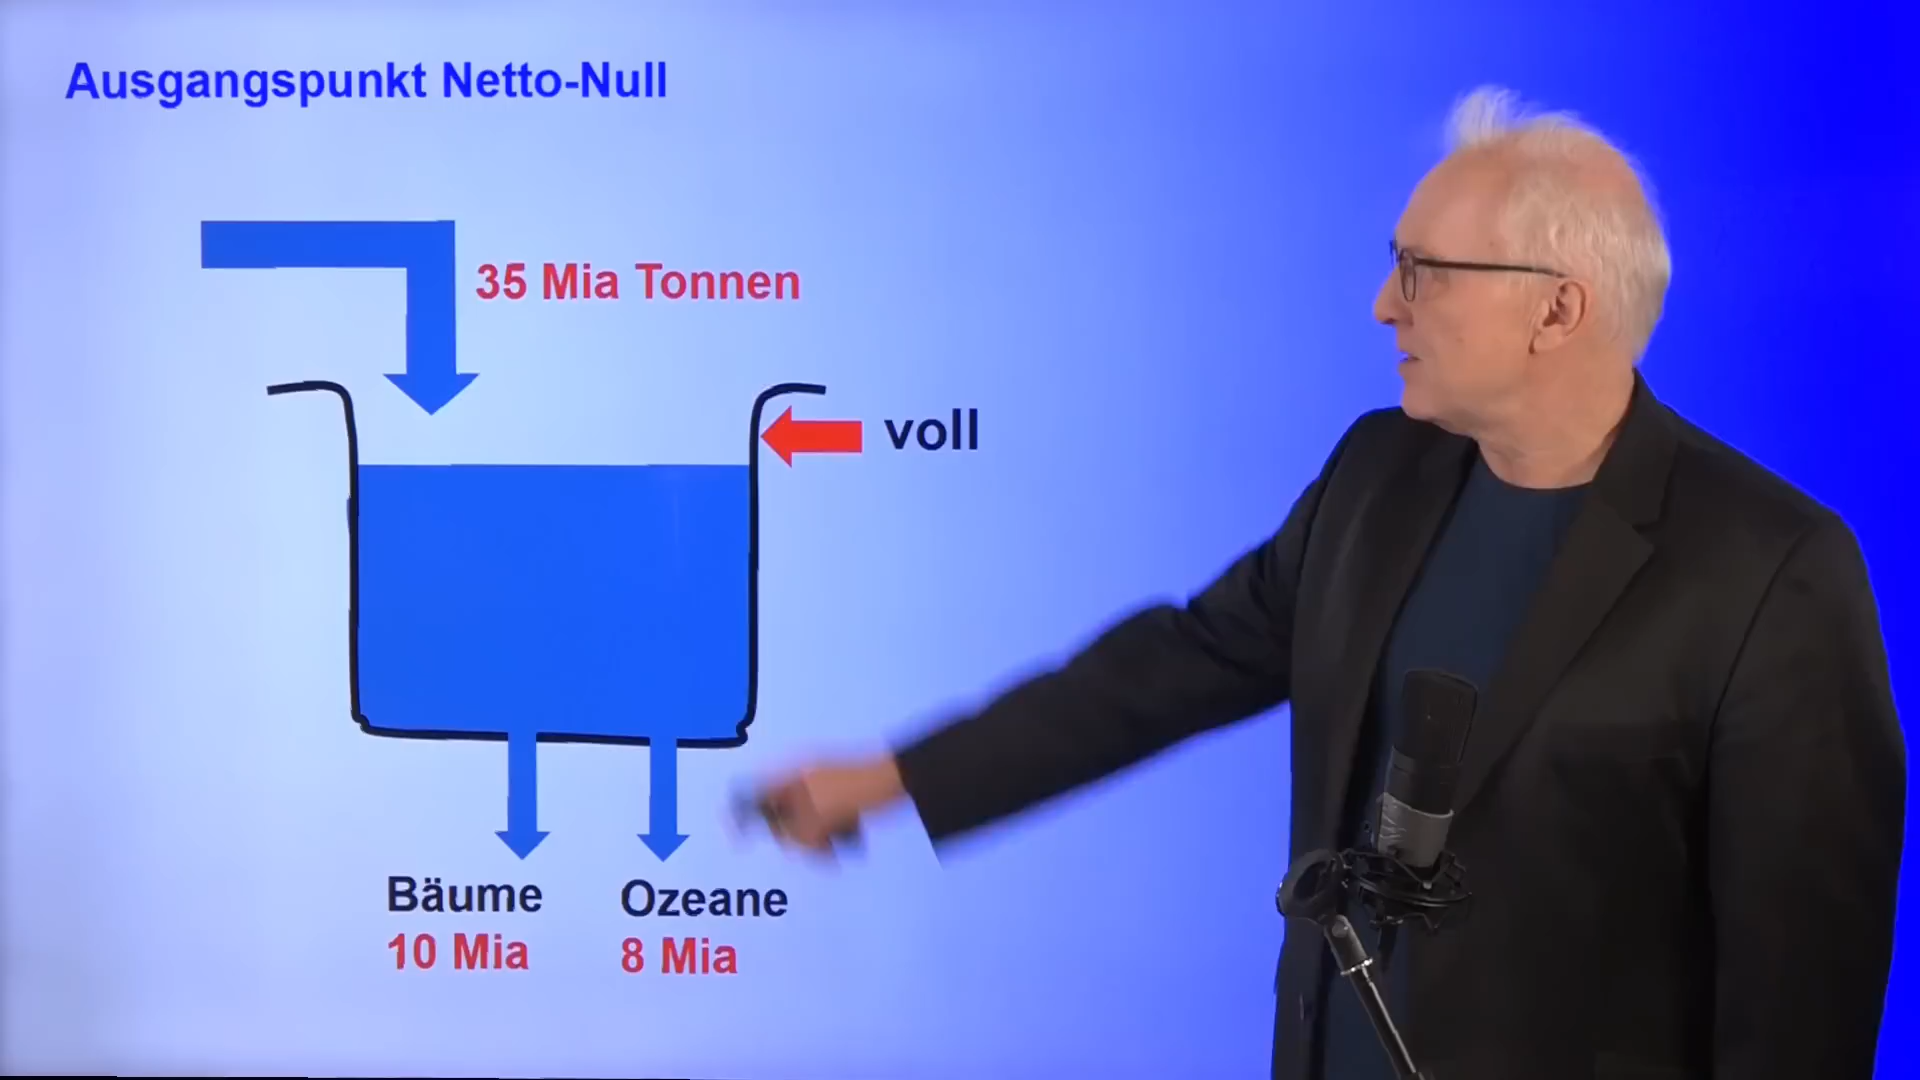 Ausgangspunkt Netto-Null
35 Mia Tonnen
voll
Bäume
10 Mia
Ozeane
8 Mia